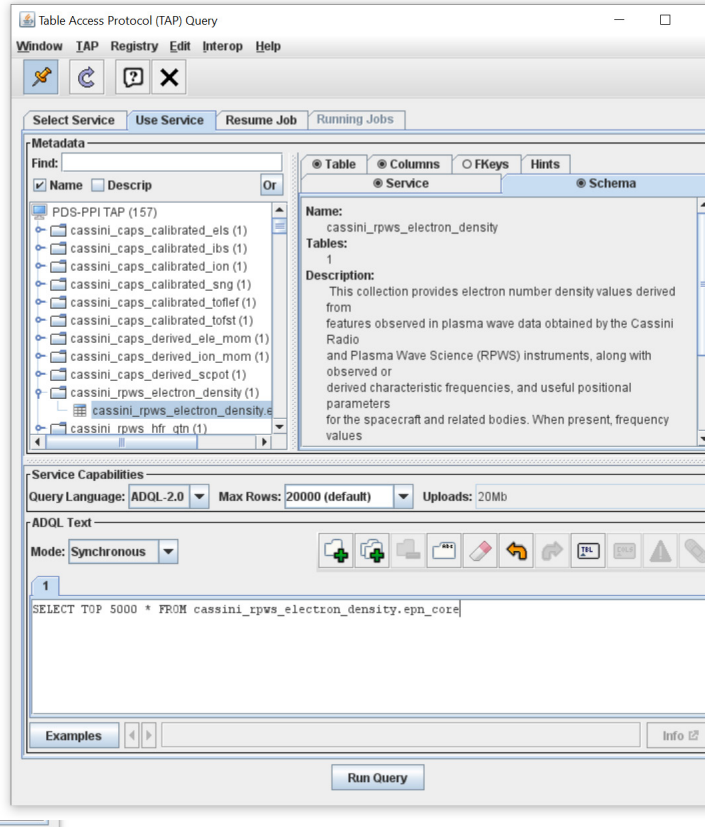 Table Access Protocol (TAP) Query
Window TAP Registry Edit Interop Help
Select Service Use Service Resume Job Running Jobs
Metadata
Find:
Name Descrip Or
PDS-PPI TAP (157)
cassini_caps_calibrated_els (1)
cassini_caps_calibrated_ibs (1)
cassini_caps_calibrated_ion (1)
cassini_caps_calibrated_sng (1)
cassini_caps_calibrated_toflef (1)
cassini_caps_calibrated_tofst (1)
cassini_caps_derived_ele_mom (1)
cassini_caps_derived_ion_mom (1)
cassini_caps_derived_scpot (1)
cassini_rpws_electron_density (1)
cassini_rpws_electron_density.e
cassini_rpws_hfr_qtn (1)
Table Columns FKeys Hints
Service Schema
Name:
cassini_rpws_electron_density
Tables:
1
Description:
This collection provides electron number density values derived
from
features observed in plasma wave data obtained by the Cassini
Radio
and Plasma Wave Science (RPWS) instruments, along with
observed or
derived characteristic frequencies, and useful positional
parameters
for the spacecraft and related bodies. When present, frequency
values
Service Capabilities
Query Language: ADQL-2.0 Max Rows: 20000 (default) Uploads: 20Mb
ADQL Text
Mode: Synchronous
Abc TBL COLS
1
SELECT TOP 5000 * FROM cassini_rpws_electron_density.epn_core
Examples Info
Run Query